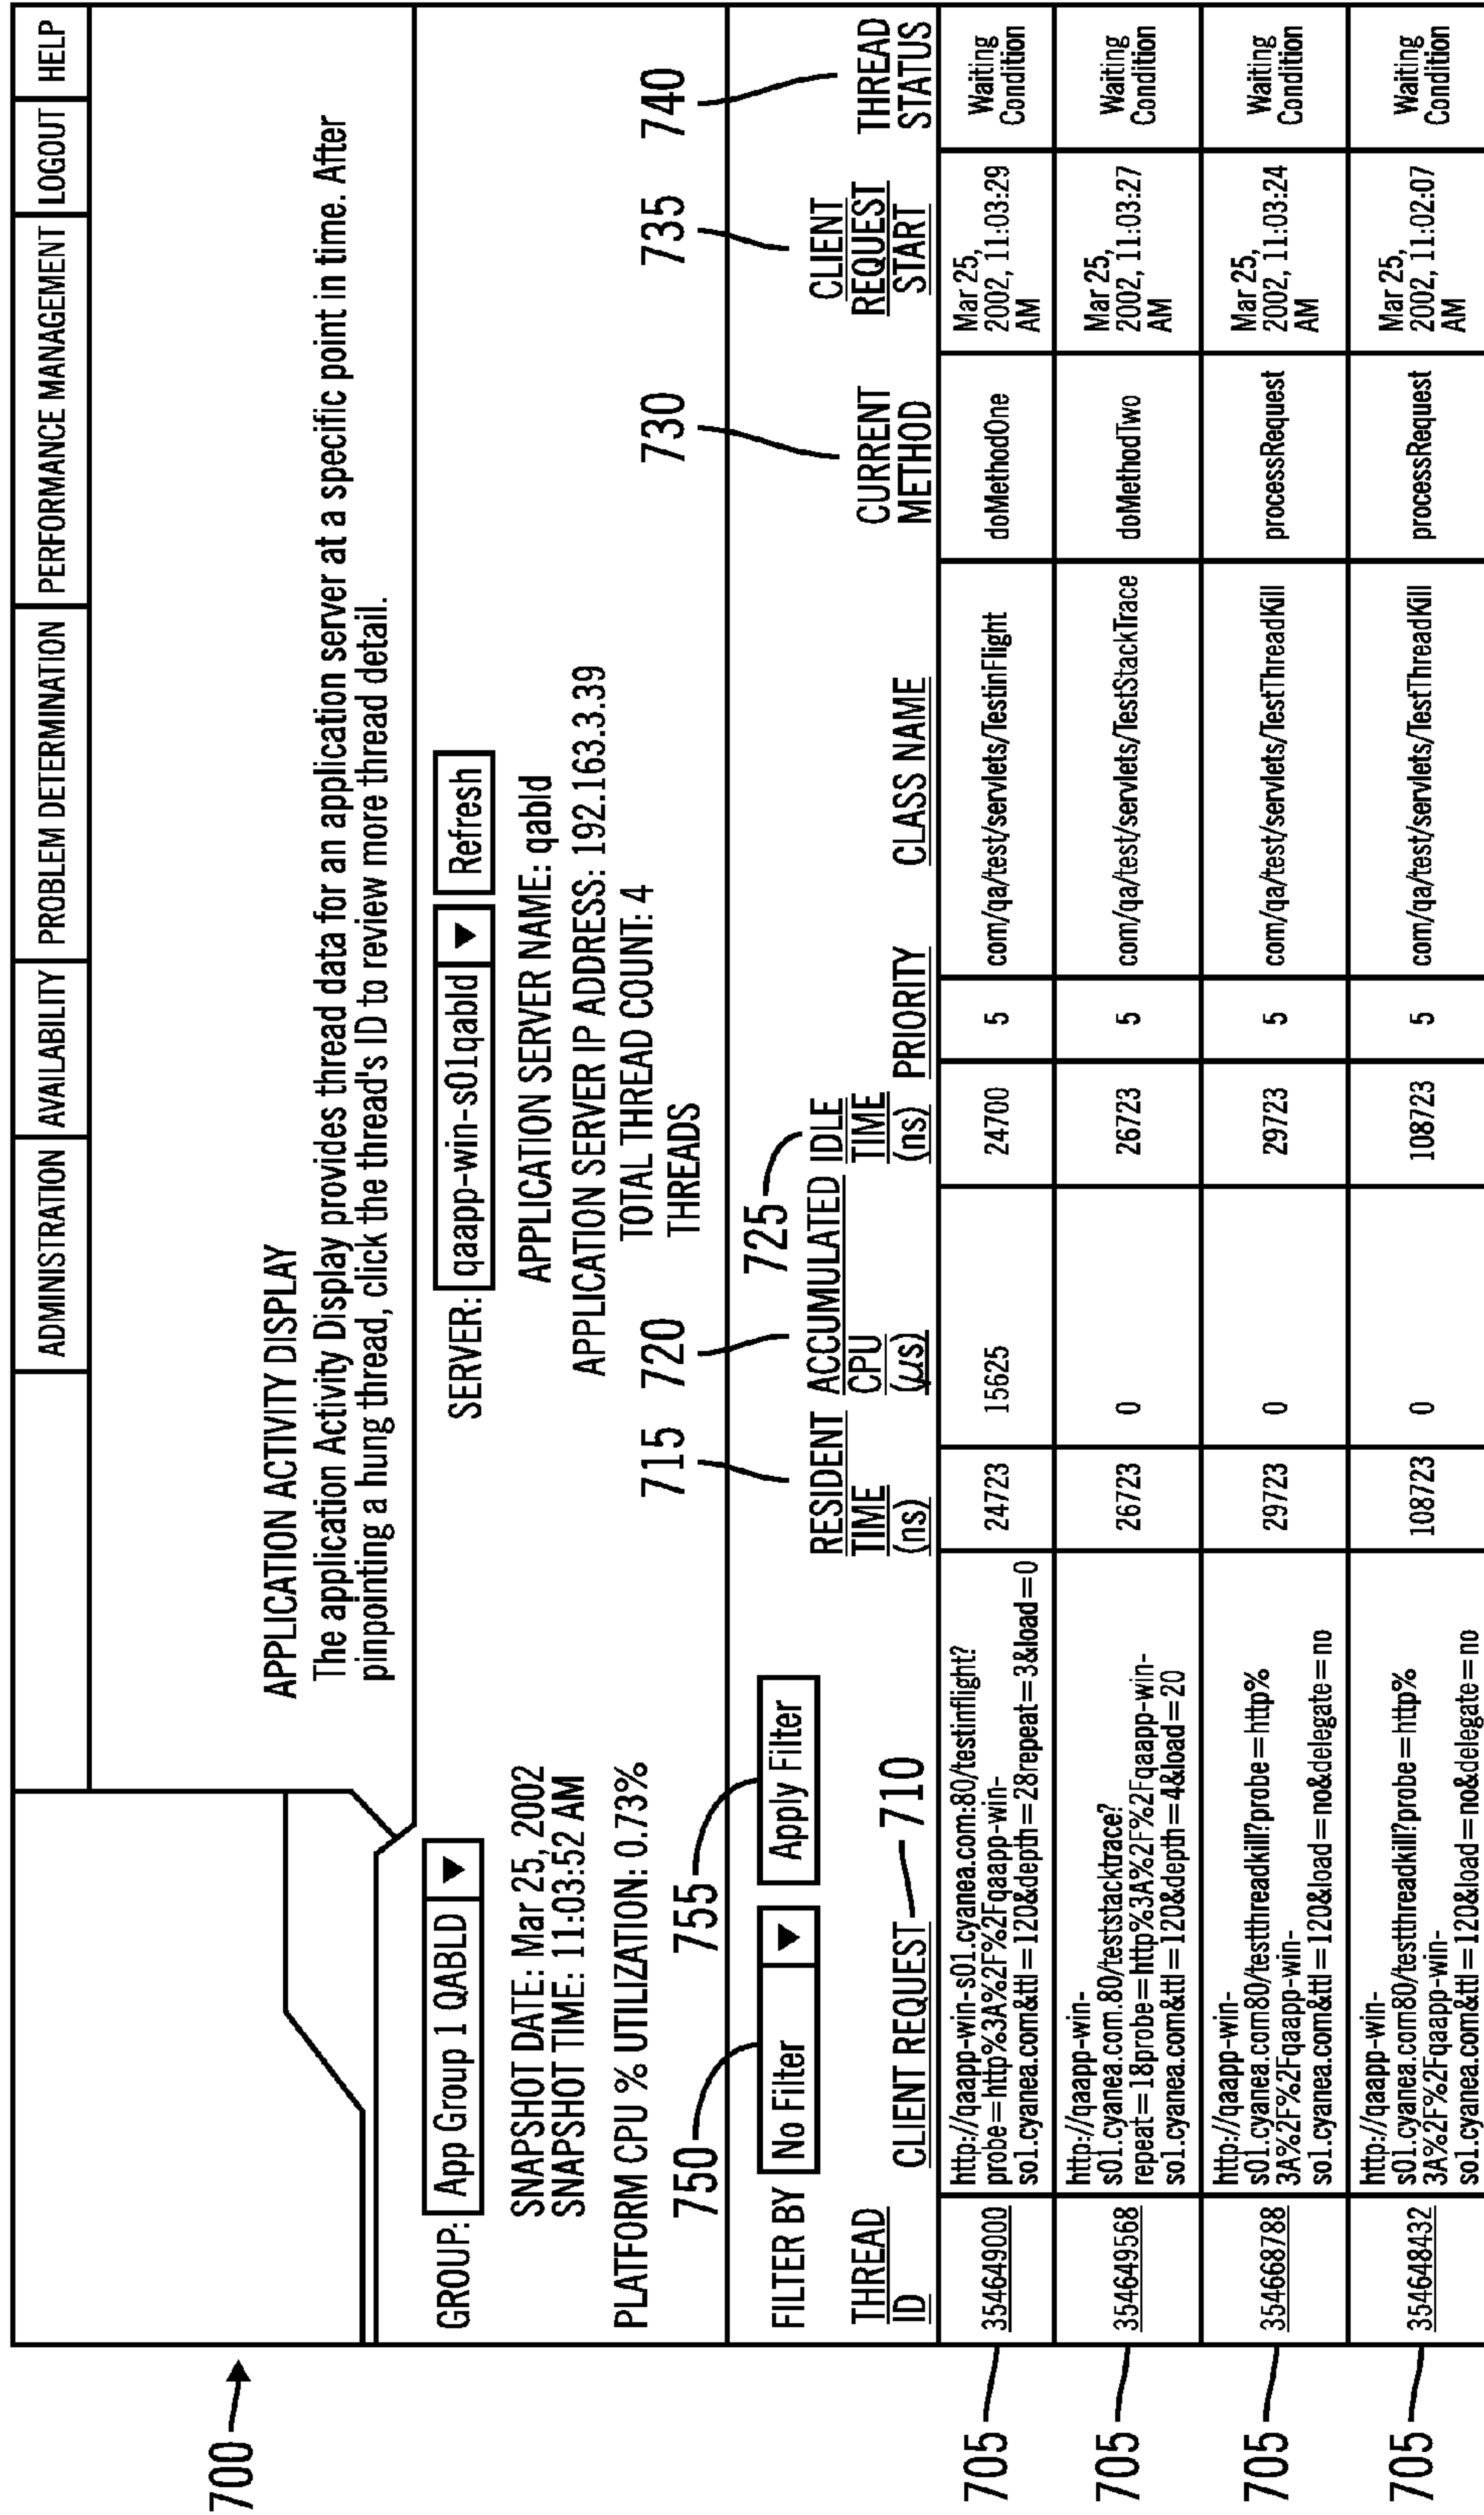 700
ADMINISTRATION AVAILABILITY PROBLEM DETERMINATION PERFORMANCE MANAGEMENT LOGOUT HELP
APPLICATION ACTIVITY DISPLAY
The application Activity Display provides thread data for an application server at a specific point in time. After
pinpointing a hung thread, click the thread's ID to review more thread detail.
GROUP: App Group 1 QABLD ▼
SERVER: qaapp-win-s01qabld ▼ Refresh
SNAPSHOT DATE: Mar 25, 2002
SNAPSHOT TIME: 11:03:52 AM
APPLICATION SERVER NAME: qabld
APPLICATION SERVER IP ADDRESS: 192.163.3.39
PLATFORM CPU % UTILIZATION: 0.73%
TOTAL THREAD COUNT: 4
THREADS
750 755 715 720 725 730 735 740
FILTER BY No Filter ▼ Apply Filter
710
THREAD
ID
CLIENT REQUEST
RESIDENT
TIME
(ns)
ACCUMULATED
CPU
(μs)
IDLE
TIME
(ns)
PRIORITY
CLASS NAME
CURRENT
METHOD
CLIENT
REQUEST
START
THREAD
STATUS
705
354649000
http://qaapp-win-s01.cyanea.com:80/testinflight?
probe=http%3A%2F%2Fqaapp-win-
so1.cyanea.com&ttl=120&depth=28repeat=3&load=0
24723
15625
24700
5
com/qa/test/servlets/TestinFlight
doMethodOne
Mar 25,
2002, 11:03:29
AM
Waiting
Condition
705
354649568
http://qaapp-win-
s01.cyanea.com.80/teststacktrace?
repeat=18probe=http%3A%2F%2Fqaapp-win-
so1.cyanea.com&ttl=120&depth=4&load=20
26723
0
26723
5
com/qa/test/servlets/TestStackTrace
doMethodTwo
Mar 25,
2002, 11:03:27
AM
Waiting
Condition
705
354668788
http://qaapp-win-
s01.cyanea.com80/testthreadkill?probe=http%
3A%2F%2Fqaapp-win-
so1.cyanea.com&ttl=120&load=no&delegate=no
29723
0
29723
5
com/qa/test/servlets/TestThreadKill
processRequest
Mar 25,
2002, 11:03:24
AM
Waiting
Condition
705
354648432
http://qaapp-win-
s01.cyanea.com80/testthreadkill?probe=http%
3A%2F%2Fqaapp-win-
so1.cyanea.com&ttl=120&load=no&delegate=no
108723
0
108723
5
com/qa/test/servlets/TestThreadKill
processRequest
Mar 25,
2002, 11:02:07
AM
Waiting
Condition